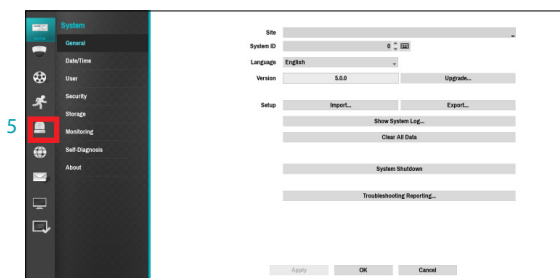 System
General
Date/Time
User
Security
Storage
Monitoring
Self-Diagnosis
About
5
Site
System ID 0
Language English
Version 5.0.0 Upgrade...
Setup Import... Export...
Show System Log...
Clear All Data
System Shutdown
Troubleshooting Reporting...
Apply OK Cancel